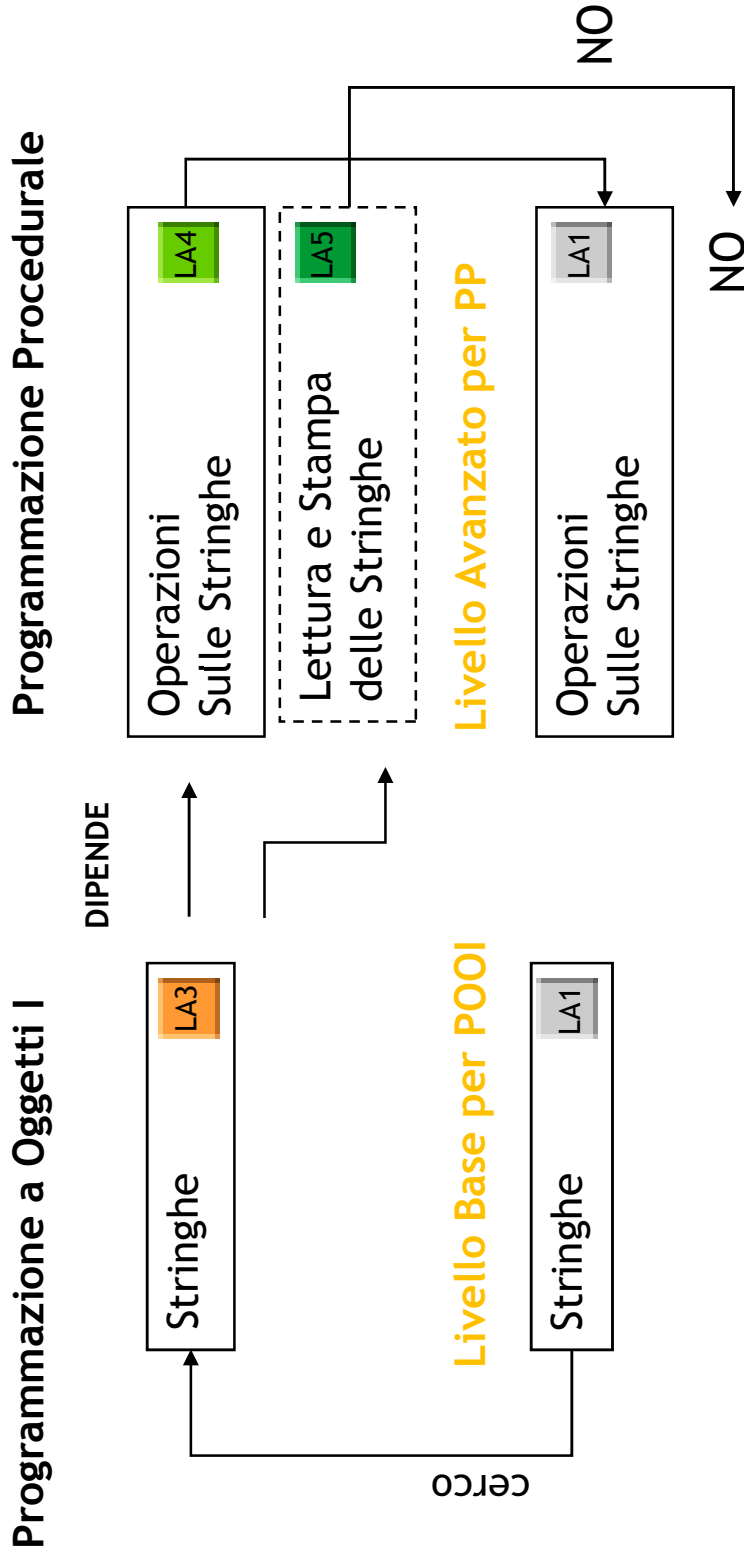 Programmazione a Oggetti I
Programmazione Procedurale
DIPENDE
Stringhe
LA3
Operazioni
Sulle Stringhe
LA4
Lettura e Stampa
delle Stringhe
LA5
cerco
Livello Base per POOI
Livello Avanzato per PP
Stringhe
LA1
Operazioni
Sulle Stringhe
LA1
NO
NO